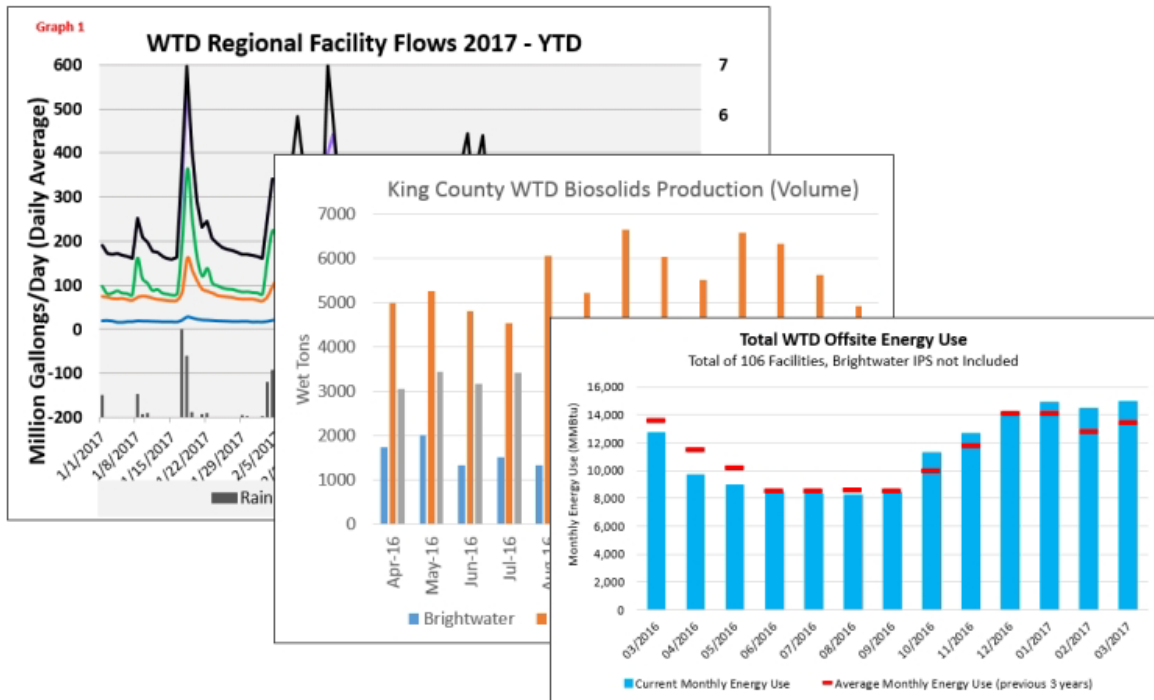 Graph 1
WTD Regional Facility Flows 2017 - YTD
Million Gallongs/Day (Daily Average)
600
500
400
300
200
100
0
-100
-200
7
6
1/1/2017
1/8/2017
1/15/2017
1/22/2017
1/29/2017
2/5/2017
Rain
King County WTD Biosolids Production (Volume)
Wet Tons
7000
6000
5000
4000
3000
2000
1000
0
Apr-16
May-16
Jun-16
Jul-16
Aug-16
Brightwater
Total WTD Offsite Energy Use
Total of 106 Facilities, Brightwater IPS not Included
Monthly Energy Use (MMBtu)
16,000
14,000
12,000
10,000
8,000
6,000
4,000
2,000
0
03/2016
04/2016
05/2016
06/2016
07/2016
08/2016
09/2016
10/2016
11/2016
12/2016
01/2017
02/2017
03/2017
Current Monthly Energy Use
Average Monthly Energy Use (previous 3 years)